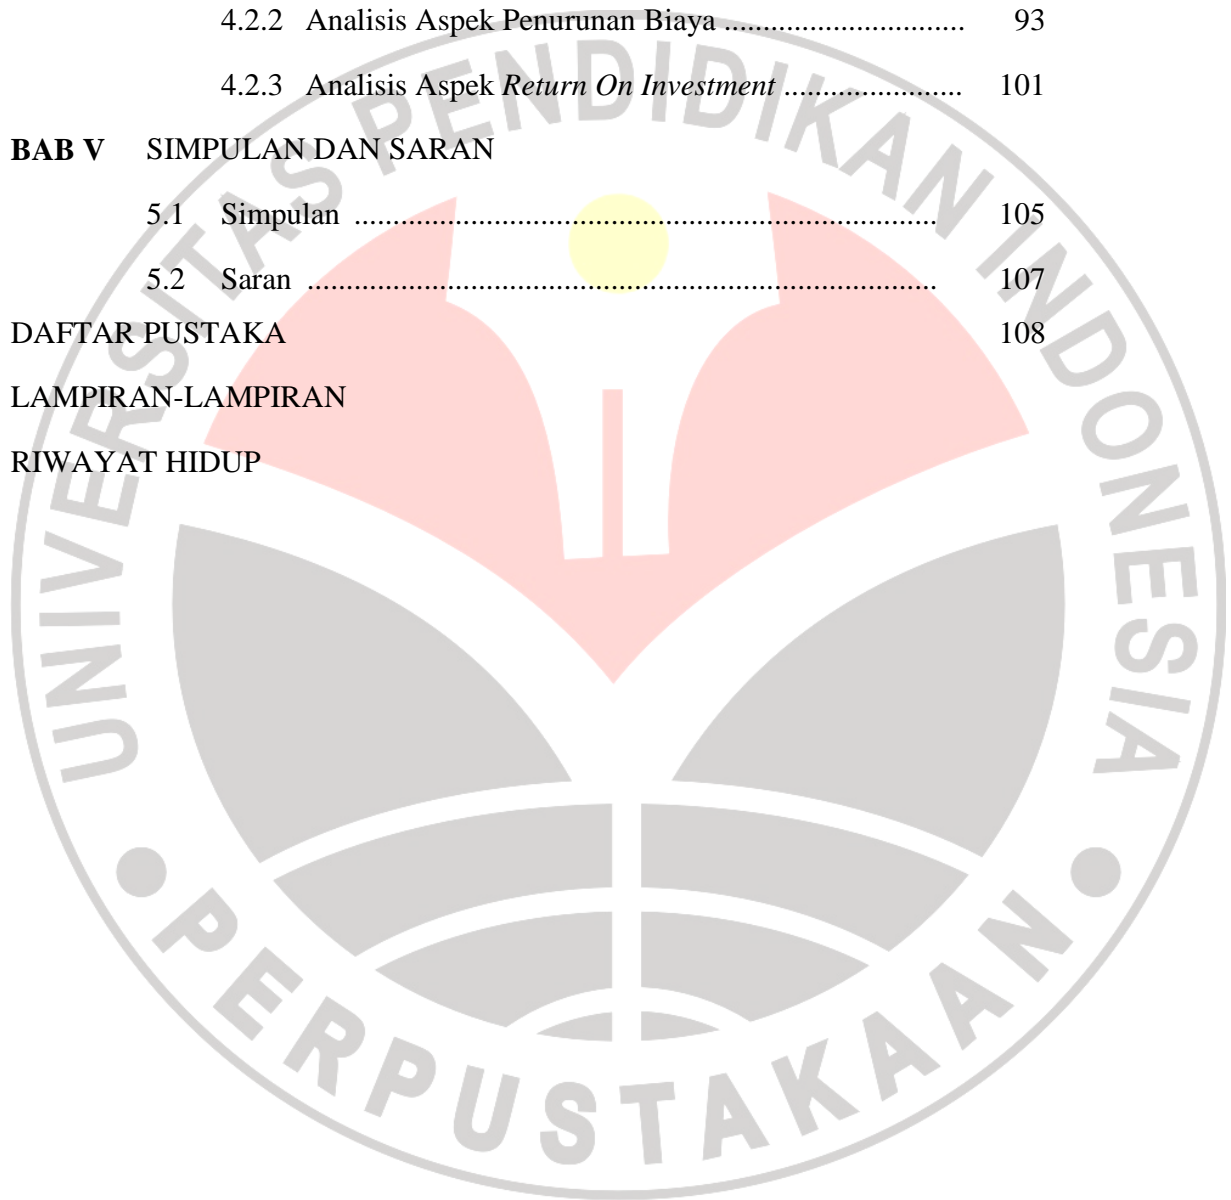 4.2.2 Analisis Aspek Penurunan Biaya ............................... 93
4.2.3 Analisis Aspek Return On Investment ....................... 101
BAB V SIMPULAN DAN SARAN
5.1 Simpulan ........................................................................... 105
5.2 Saran ................................................................................. 107
DAFTAR PUSTAKA 108
LAMPIRAN-LAMPIRAN
RIWAYAT HIDUP
UNIVERSITAS PENDIDIKAN INDONESIA
PERPUSTAKAAN